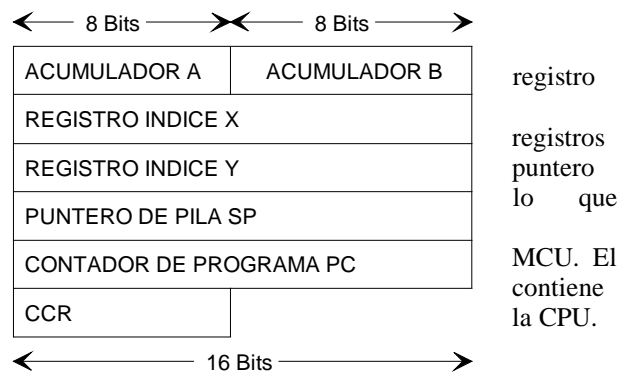 8 Bits 8 Bits
ACUMULADOR A ACUMULADOR B
REGISTRO INDICE X
REGISTRO INDICE Y
PUNTERO DE PILA SP
CONTADOR DE PROGRAMA PC
CCR
16 Bits
registro
registros
puntero
lo que
MCU. El
contiene
la CPU.